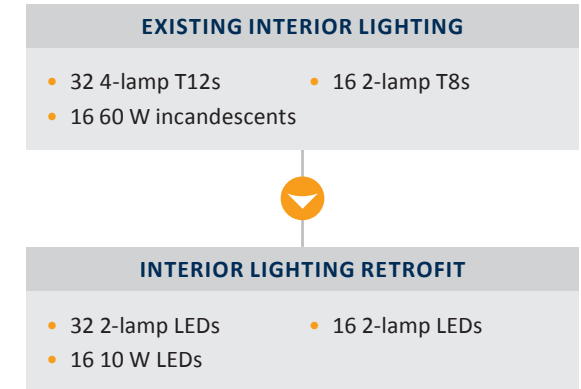 EXISTING INTERIOR LIGHTING
• 32 4-lamp T12s • 16 2-lamp T8s
• 16 60 W incandescents
INTERIOR LIGHTING RETROFIT
• 32 2-lamp LEDs • 16 2-lamp LEDs
• 16 10 W LEDs